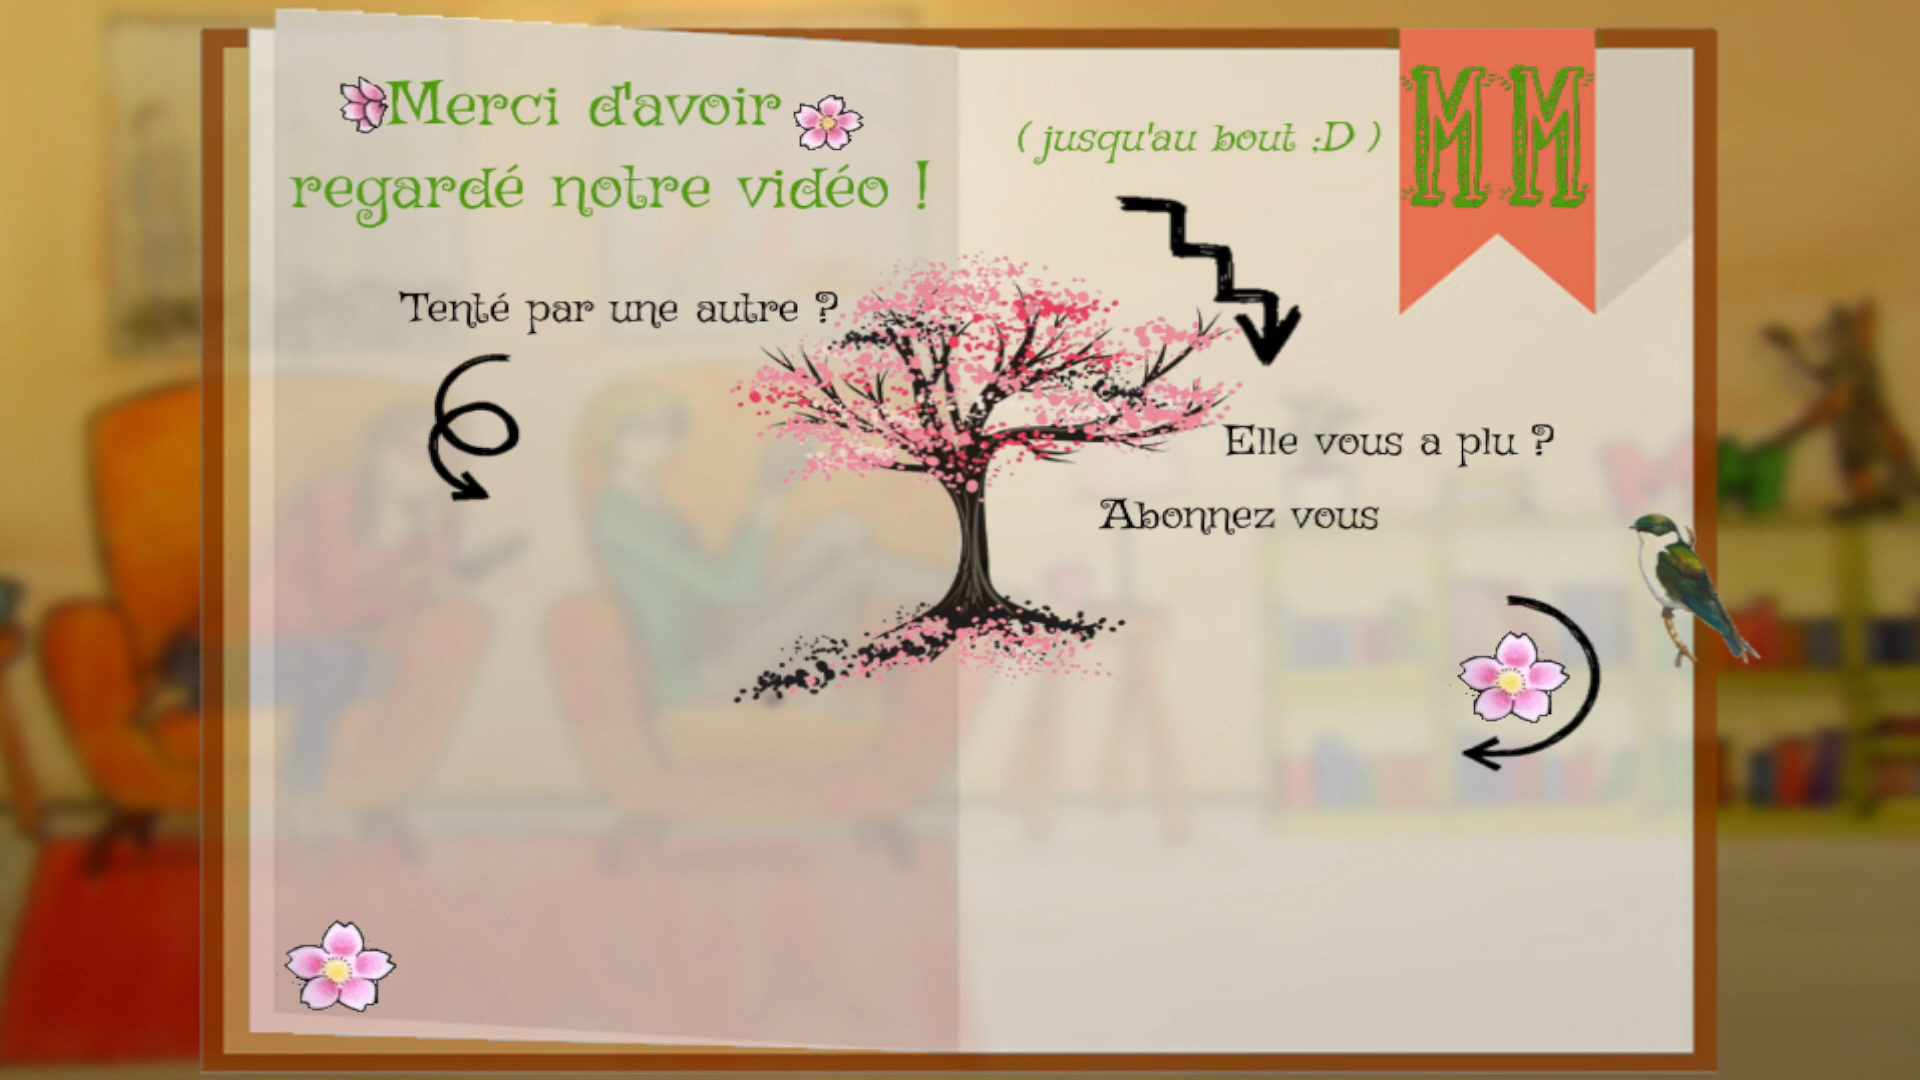 Merci d'avoir
regardé notre vidéo !
( jusqu'au bout :D )
MM
Tenté par une autre ?
Elle vous a plu ?
Abonnez vous